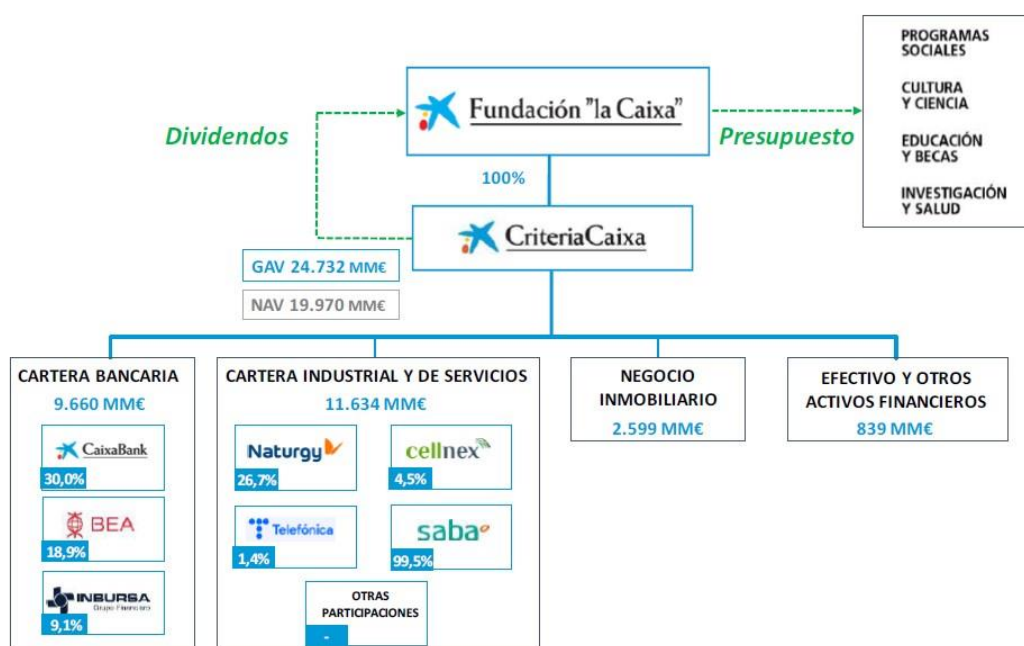 PROGRAMAS
SOCIALES
CULTURA
Y CIENCIA
EDUCACIÓN
Y BECAS
INVESTIGACIÓN
Y SALUD
Fundación "la Caixa"
Dividendos
Presupuesto
100%
CriteriaCaixa
GAV 24.732 MM€
NAV 19.970 MM€
CARTERA BANCARIA
9.660 MM€
CaixaBank
30,0%
BEA
18,9%
INBURSA
Grupo Financiero
9,1%
CARTERA INDUSTRIAL Y DE SERVICIOS
11.634 MM€
Naturgy
26,7%
cellnex
4,5%
Telefónica
1,4%
saba
99,5%
OTRAS
PARTICIPACIONES
-
NEGOCIO
INMOBILIARIO
2.599 MM€
EFECTIVO Y OTROS
ACTIVOS FINANCIEROS
839 MM€